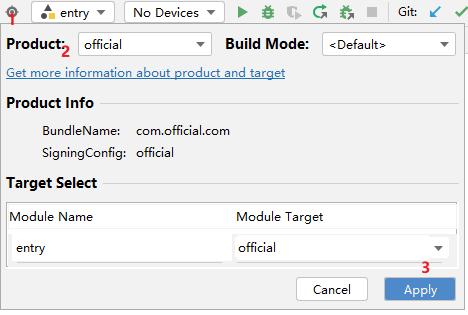 entry No Devices Git:
1
Product: official Build Mode: <Default>
2
Get more information about product and target
Product Info
BundleName: com.official.com
SigningConfig: official
Target Select
Module Name Module Target
entry official
3
Cancel Apply